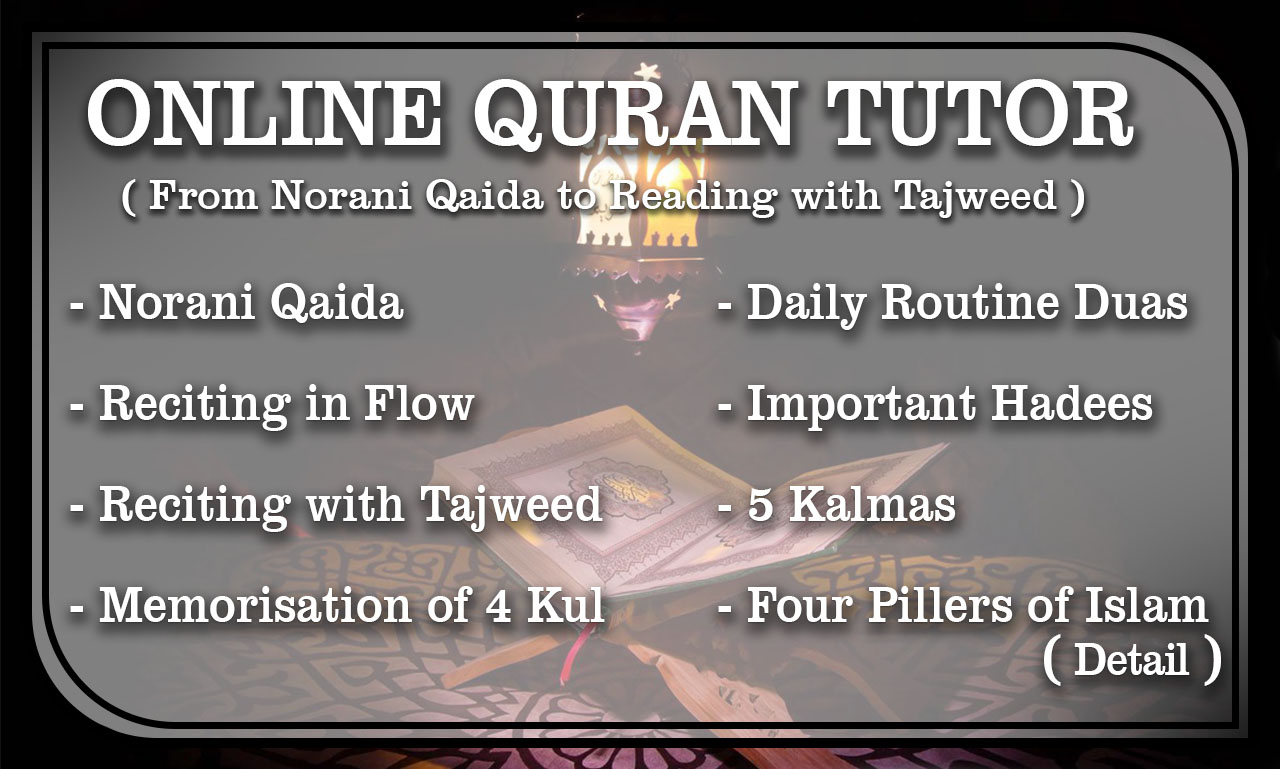 ONLINE QURAN TUTOR
( From Norani Qaida to Reading with Tajweed )
- Norani Qaida
- Reciting in Flow
- Reciting with Tajweed
- Memorisation of 4 Kul
- Daily Routine Duas
- Important Hadees
- 5 Kalmas
- Four Pillers of Islam
( Detail )